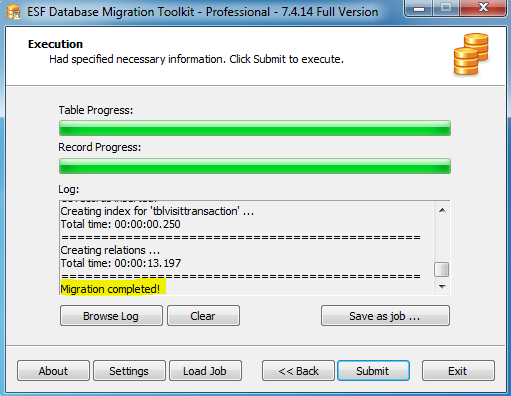 ESF Database Migration Toolkit - Professional - 7.4.14 Full Version
Execution
Had specified necessary information. Click Submit to execute.
Table Progress:
Record Progress:
Log:
Creating index for 'tblvisittransaction' ...
Total time: 00:00:00.250
================================================
Creating relations ...
Total time: 00:00:13.197
================================================
Migration completed!
Browse Log
Clear
Save as job ...
About
Settings
Load Job
<< Back
Submit
Exit